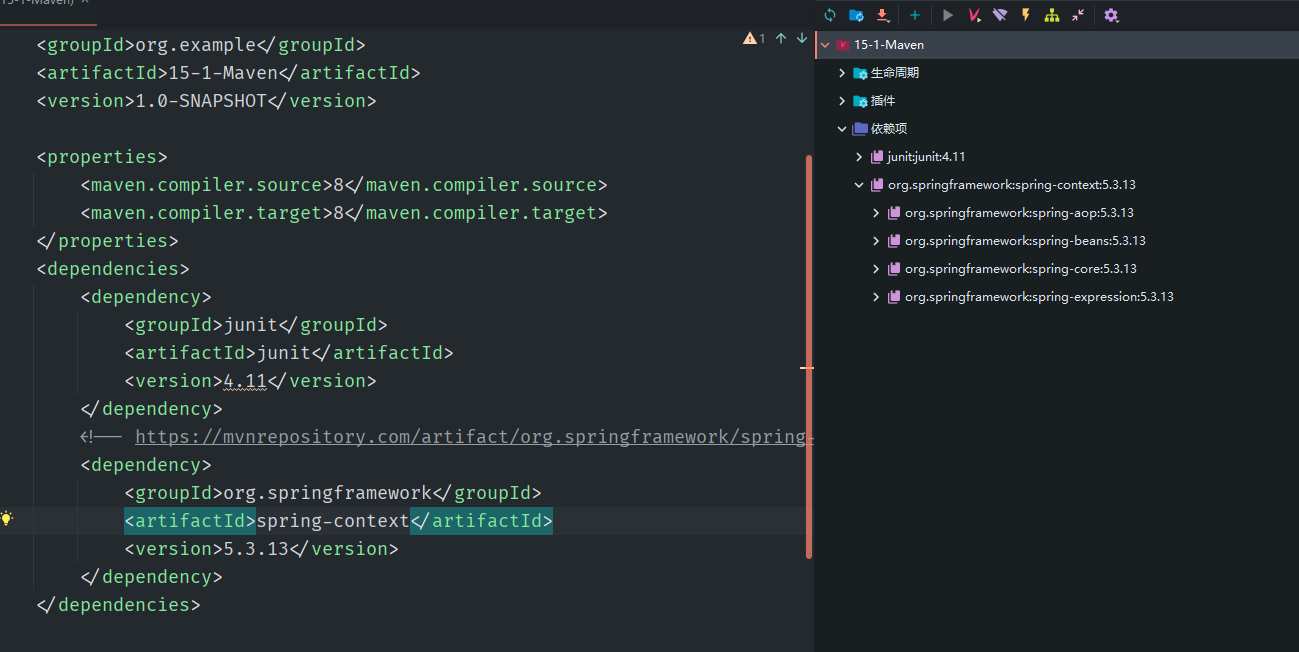 15-1-Maven)
<groupId>org.example</groupId>
<artifactId>15-1-Maven</artifactId>
<version>1.0-SNAPSHOT</version>
<properties>
<maven.compiler.source>8</maven.compiler.source>
<maven.compiler.target>8</maven.compiler.target>
</properties>
<dependencies>
<dependency>
<groupId>junit</groupId>
<artifactId>junit</artifactId>
<version>4.11</version>
</dependency>
<!-- https://mvnrepository.com/artifact/org.springframework/spring-
<dependency>
<groupId>org.springframework</groupId>
<artifactId>spring-context</artifactId>
<version>5.3.13</version>
</dependency>
</dependencies>
1
15-1-Maven
生命周期
插件
依赖项
junit:junit:4.11
org.springframework:spring-context:5.3.13
org.springframework:spring-aop:5.3.13
org.springframework:spring-beans:5.3.13
org.springframework:spring-core:5.3.13
org.springframework:spring-expression:5.3.13